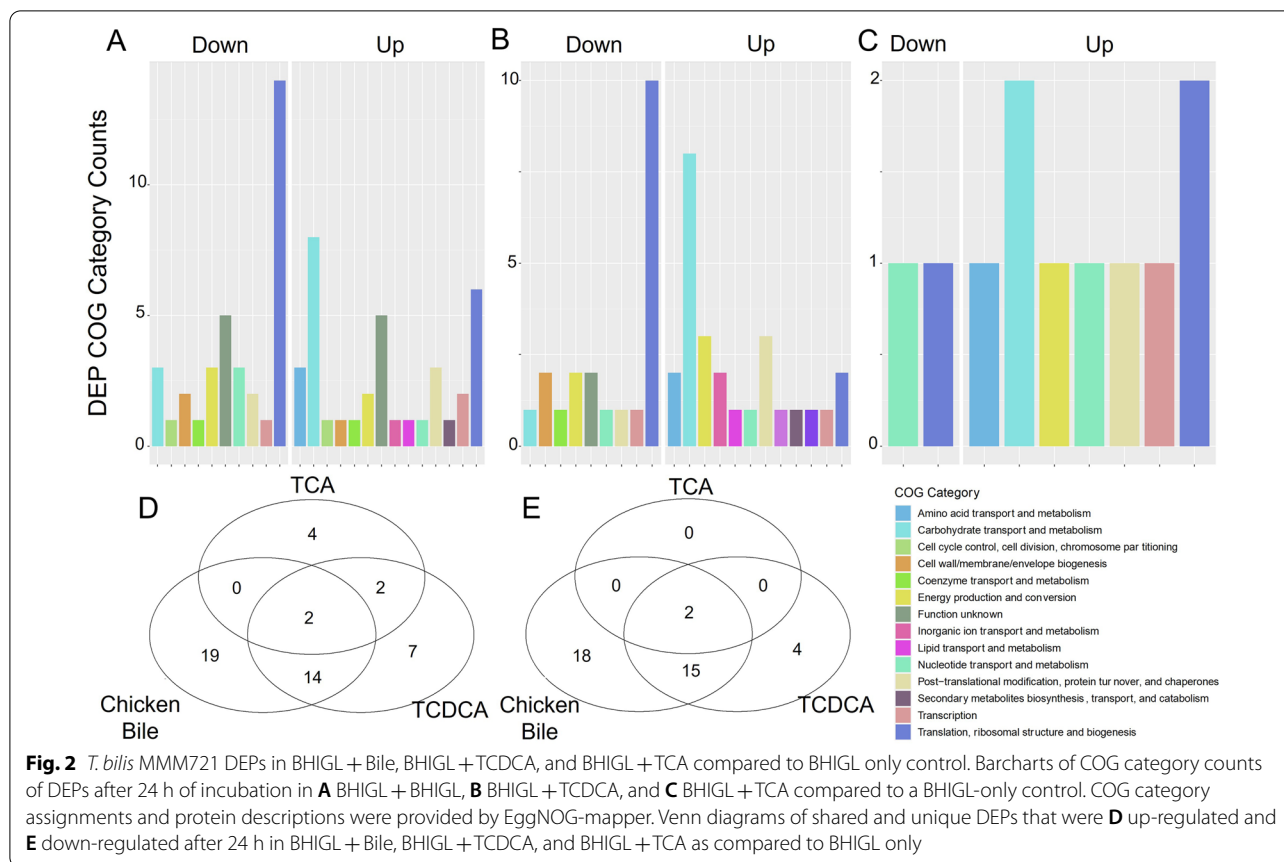 A
Down
Up
B
Down
Up
C
Down
Up
DEP COG Category Counts
10
5
0
10
5
0
2
1
0
D
TCA
4
0
2
2
19
7
14
Chicken
Bile
TCDCA
E
TCA
0
0
0
2
18
4
15
Chicken
Bile
TCDCA
COG Category
Amino acid transport and metabolism
Carbohydrate transport and metabolism
Cell cycle control, cell division, chromosome par titioning
Cell wall/membrane/envelope biogenesis
Coenzyme transport and metabolism
Energy production and conversion
Function unknown
Inorganic ion transport and metabolism
Lipid transport and metabolism
Nucleotide transport and metabolism
Post−translational modification, protein tur nover, and chaperones
Secondary metabolites biosynthesis , transport, and catabolism
Transcription
Translation, ribosomal structure and biogenesis
Fig. 2 T. bilis MMM721 DEPs in BHIGL + Bile, BHIGL + TCDCA, and BHIGL + TCA compared to BHIGL only control. Barcharts of COG category counts
of DEPs after 24 h of incubation in A BHIGL + BHIGL, B BHIGL + TCDCA, and C BHIGL + TCA compared to a BHIGL-only control. COG category
assignments and protein descriptions were provided by EggNOG-mapper. Venn diagrams of shared and unique DEPs that were D up-regulated and
E down-regulated after 24 h in BHIGL + Bile, BHIGL + TCDCA, and BHIGL + TCA as compared to BHIGL only